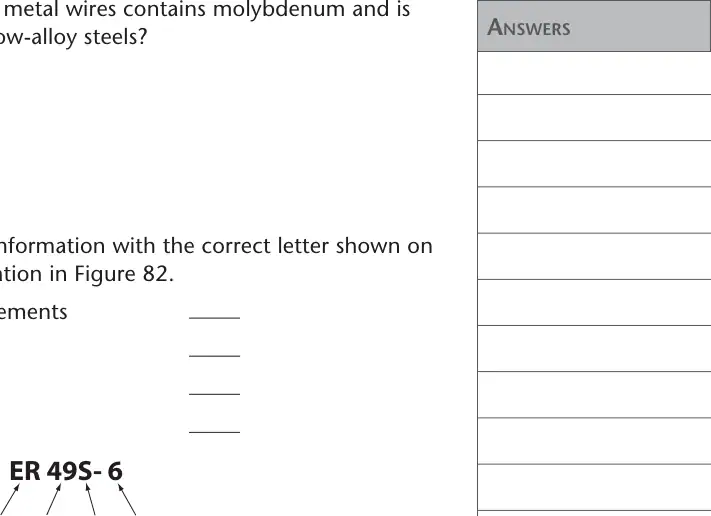 metal wires contains molybdenum and is
ow-alloy steels?
ANSWERS
nformation with the correct letter shown on
tion in Figure 82.
ements
ER 49S- 6